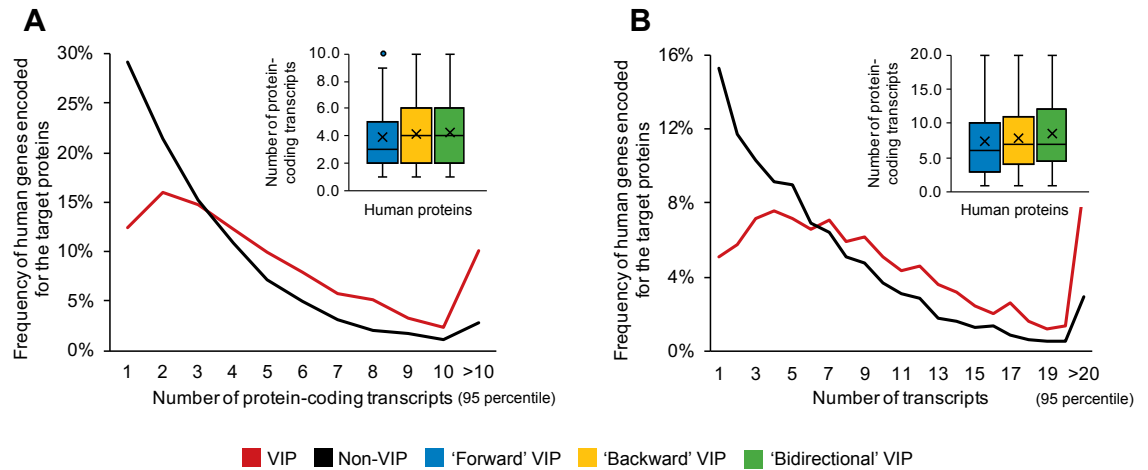 A
Frequency of human genes encoded
for the target proteins
30%
25%
20%
15%
10%
5%
0%
1 2 3 4 5 6 7 8 9 10 >10
Number of protein-coding transcripts (95 percentile)
Number of protein-
coding transcripts
10.0
8.0
6.0
4.0
2.0
0.0
Human proteins
B
Frequency of human genes encoded
for the target proteins
16%
12%
8%
4%
0%
1 3 5 7 9 11 13 15 17 19 >20
Number of transcripts (95 percentile)
Number of protein-
coding transcripts
20.0
15.0
10.0
5.0
0.0
Human proteins
VIP Non-VIP 'Forward' VIP 'Backward' VIP 'Bidirectional' VIP